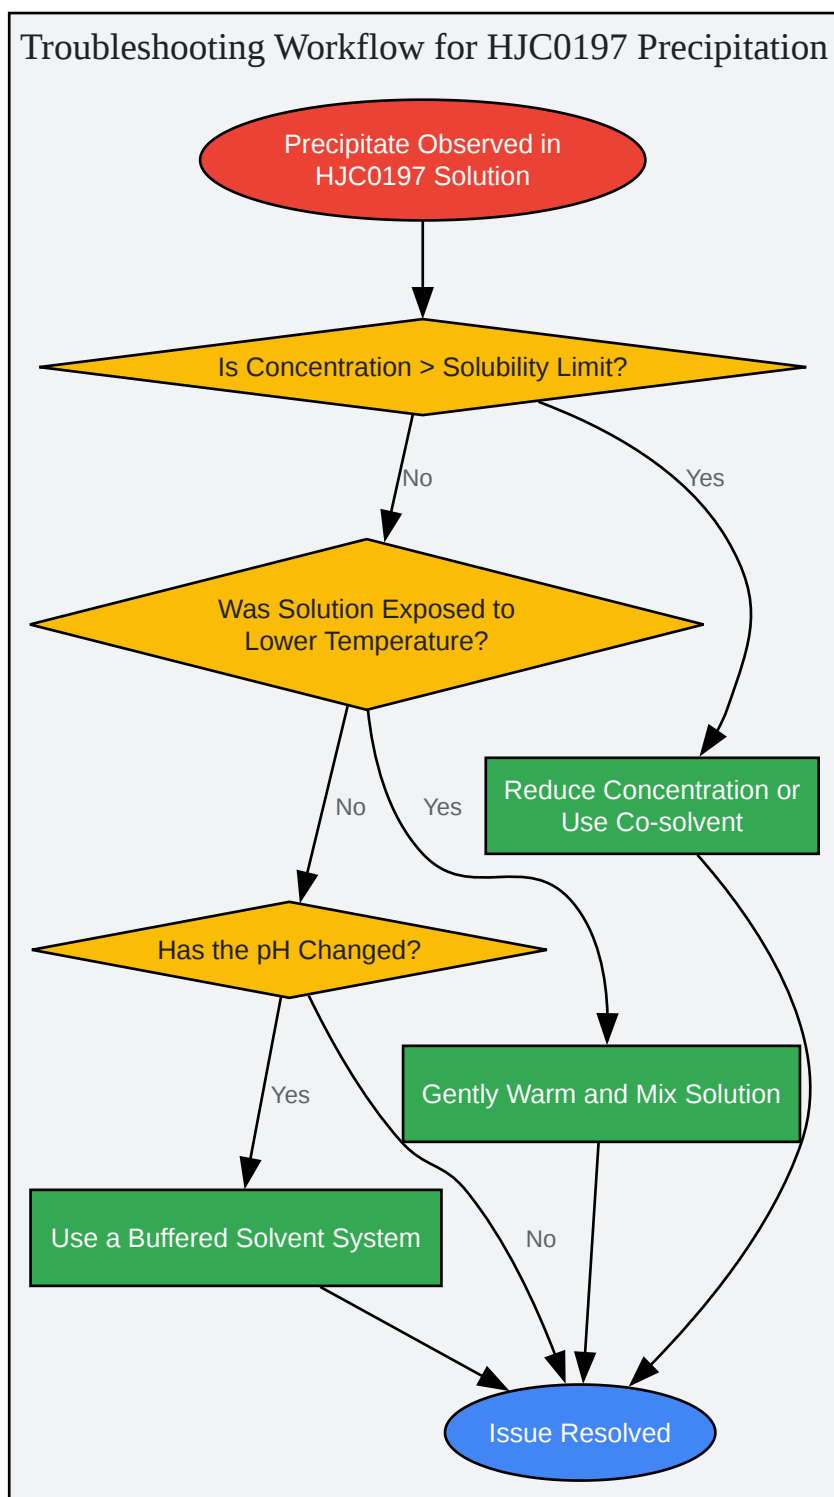 Troubleshooting Workflow for HJC0197 Precipitation
Precipitate Observed in
HJC0197 Solution
Is Concentration > Solubility Limit?
No
Yes
Was Solution Exposed to
Lower Temperature?
Reduce Concentration or
Use Co-solvent
No
Yes
Has the pH Changed?
Gently Warm and Mix Solution
Yes
Use a Buffered Solvent System
No
Issue Resolved